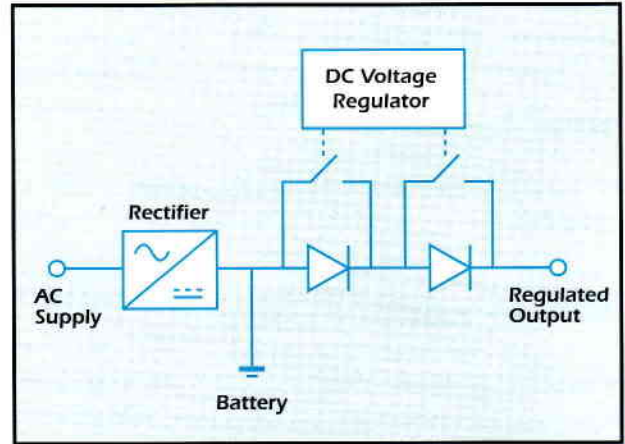 DC Voltage
Regulator
Rectifier
AC
Supply
Regulated
Output
Battery